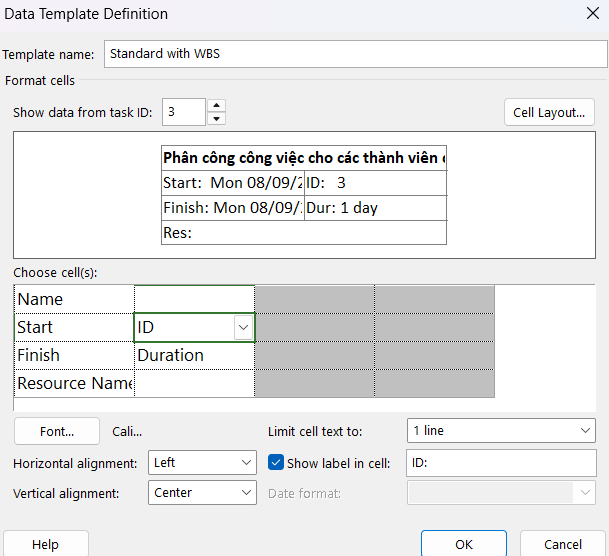 Data Template Definition
Template name: Standard with WBS
Format cells
Show data from task ID: 3 Cell Layout...
Phân công công việc cho các thành viên
Start: Mon 08/09/ ID: 3
Finish: Mon 08/09/ Dur: 1 day
Res:
Choose cell(s):
Name
Start ID
Finish Duration
Resource Name
Font... Cali... Limit cell text to: 1 line
Horizontal alignment: Left Show label in cell: ID:
Vertical alignment: Center Date format:
Help OK Cancel